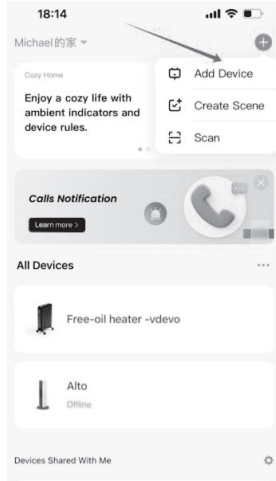 18:14
Michael的家
Add Device
Create Scene
Scan
Cozy Home
Enjoy a cozy life with
ambient indicators and
device rules.
Calls Notification
Learn more >
All Devices
Free-oil heater -vdevo
Alto
Offline
Devices Shared With Me